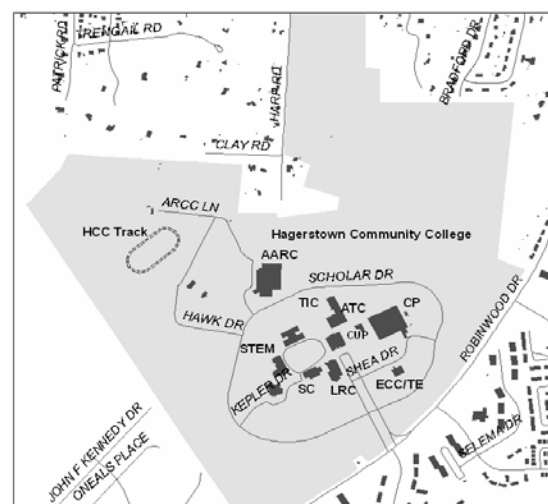 IRENGAIL RD
PATRICK RD
BRADFORD DR
HARP RD
CLAY RD
ARCC LN
HCC Track
Hagerstown Community College
AARC
SCHOLAR DR
TIC
ATC
CP
HAWK DR
CUP
ROBINWOOD DR
STEM
SHEA DR
KEPLER DR
SC
LRC
ECC/TE
JOHN F KENNEDY DR
ONEALS PLACE
SELEMA DR